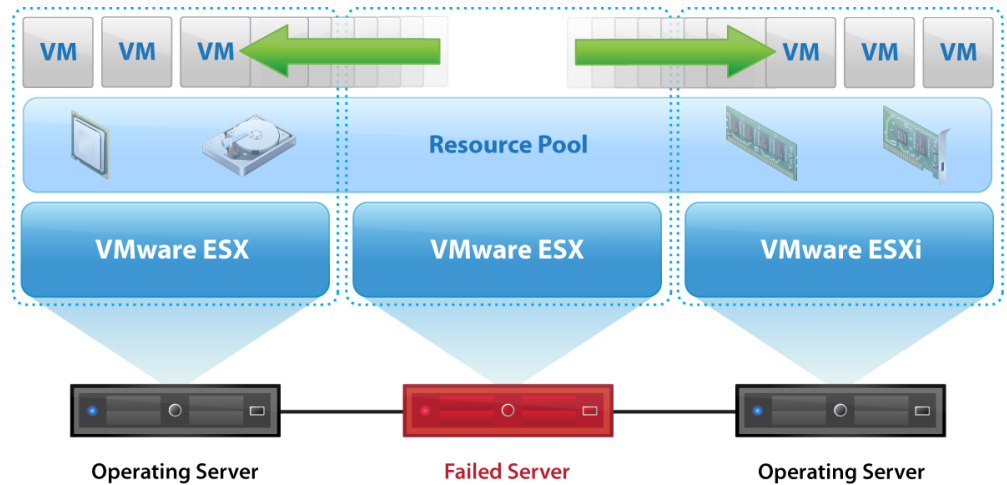 VM VM VM VM VM VM
Resource Pool
VMware ESX VMware ESX VMware ESXi
Operating Server Failed Server Operating Server